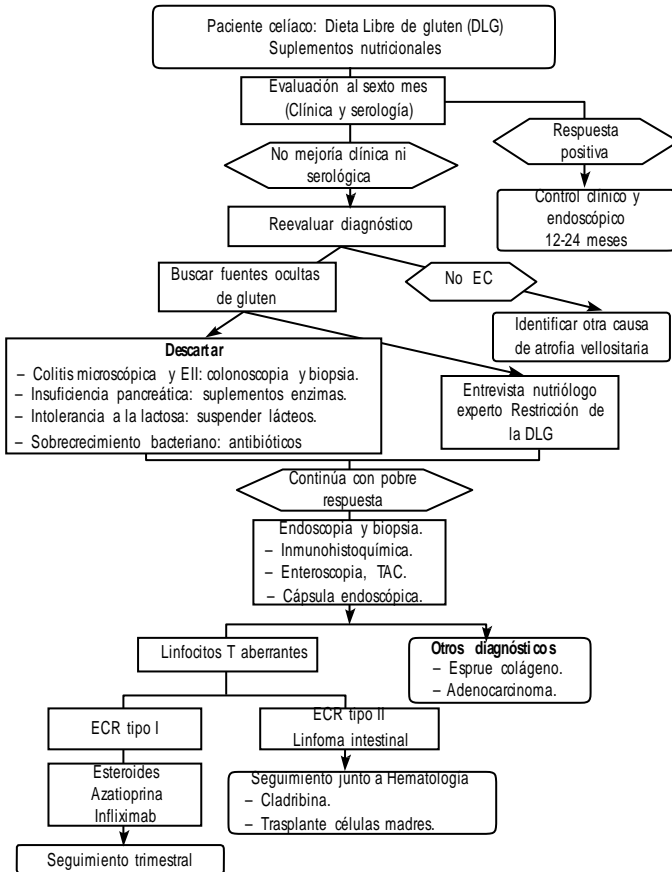 Paciente celíaco: Dieta Libre de gluten (DLG)
Suplementos nutricionales
Evaluación al sexto mes
(Clínica y serología)
Respuesta
positiva
No mejoría clínica ni
serológica
Control clínico y
endoscópico
12-24 meses
Reevaluar diagnóstico
Buscar fuentes ocultas
de gluten
No EC
Identificar otra causa
de atrofia vellositaria
Descartar
– Colitis microscópica y EII: colonoscopia y biopsia.
– Insuficiencia pancreática: suplementos enzimas.
– Intolerancia a la lactosa: suspender lácteos.
– Sobrecrecimiento bacteriano: antibióticos
Entrevista nutriólogo
experto Restricción de
la DLG
Continúa con pobre
respuesta
Endoscopia y biopsia.
– Inmunohistoquímica.
– Enteroscopia, TAC.
– Cápsula endoscópica.
Linfocitos T aberrantes
Otros diagnósticos
– Esprue colágeno.
– Adenocarcinoma.
ECR tipo I
ECR tipo II
Linfoma intestinal
Esteroides
Azatioprina
Infliximab
Seguimiento junto a Hematología
– Cladribina.
– Trasplante células madres.
Seguimiento trimestral